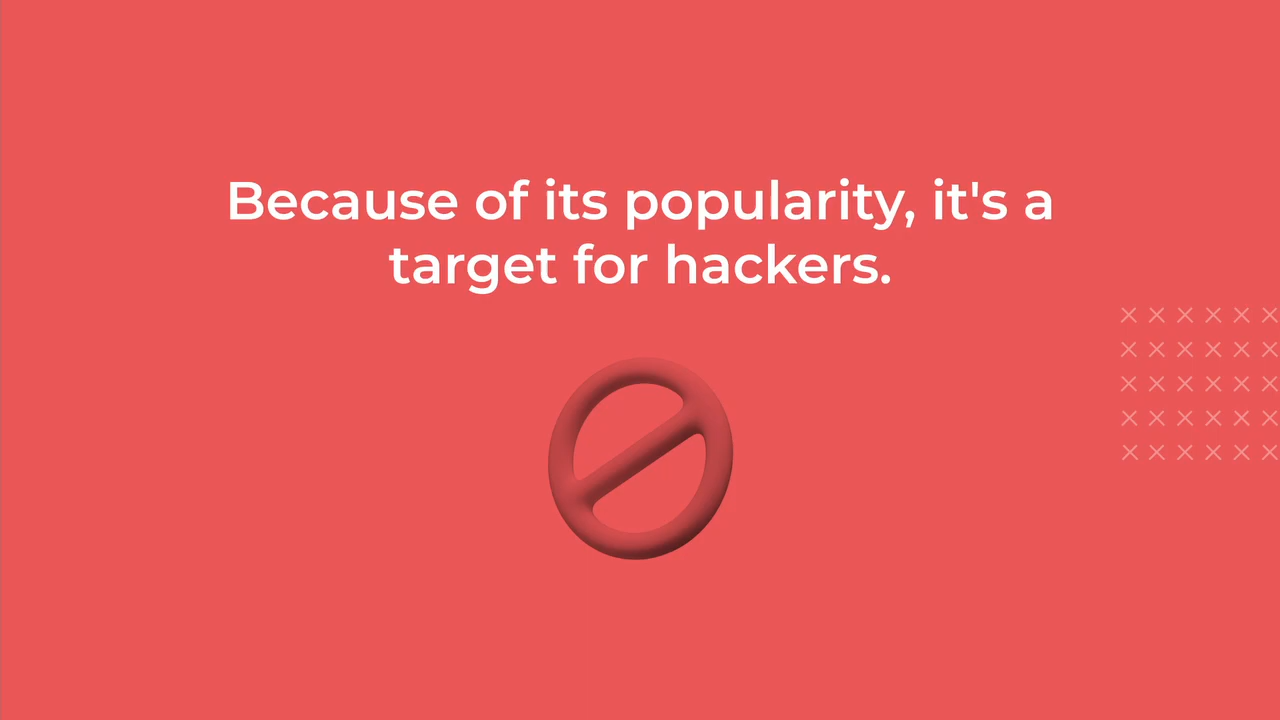 Because of its popularity, it's a
target for hackers.